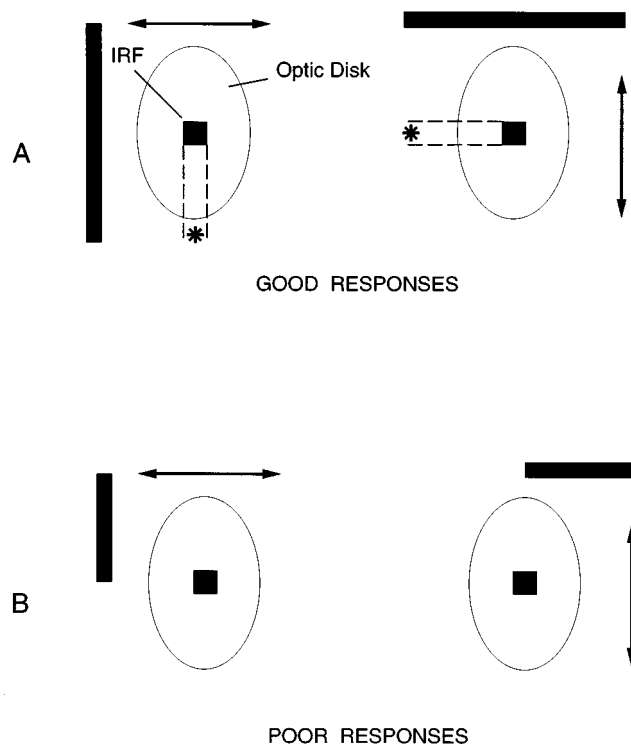 IRF
Optic Disk
A
GOOD RESPONSES
B
POOR RESPONSES